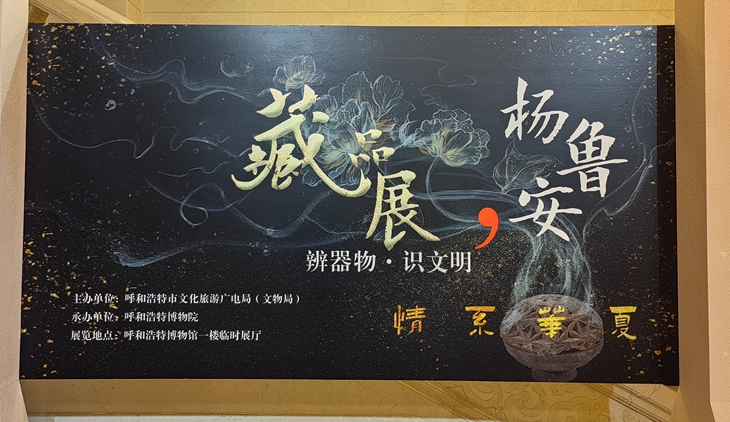 杨鲁安
藏品展
，
辨器物·识文明
情系華夏
主办单位：呼和浩特市文化旅游广电局（文物局）
承办单位：呼和浩特博物院
展览地点：呼和浩特博物馆一楼临时展厅